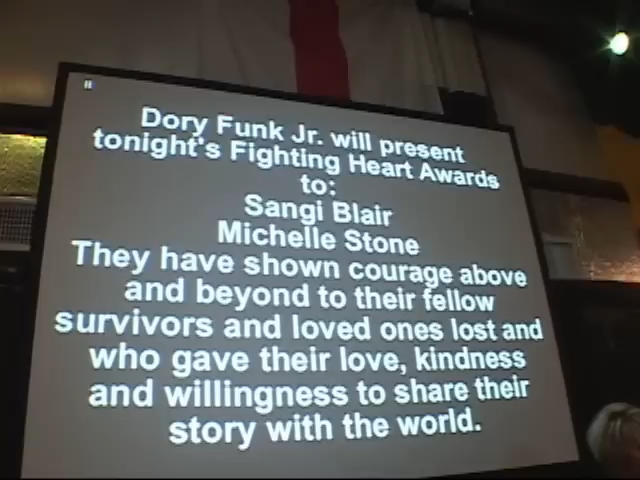 Dory Funk Jr. will present
tonight's Fighting Heart Awards
to:
Sangi Blair
Michelle Stone
They have shown courage above
and beyond to their fellow
survivors and loved ones lost and
who gave their love, kindness
and willingness to share their
story with the world.